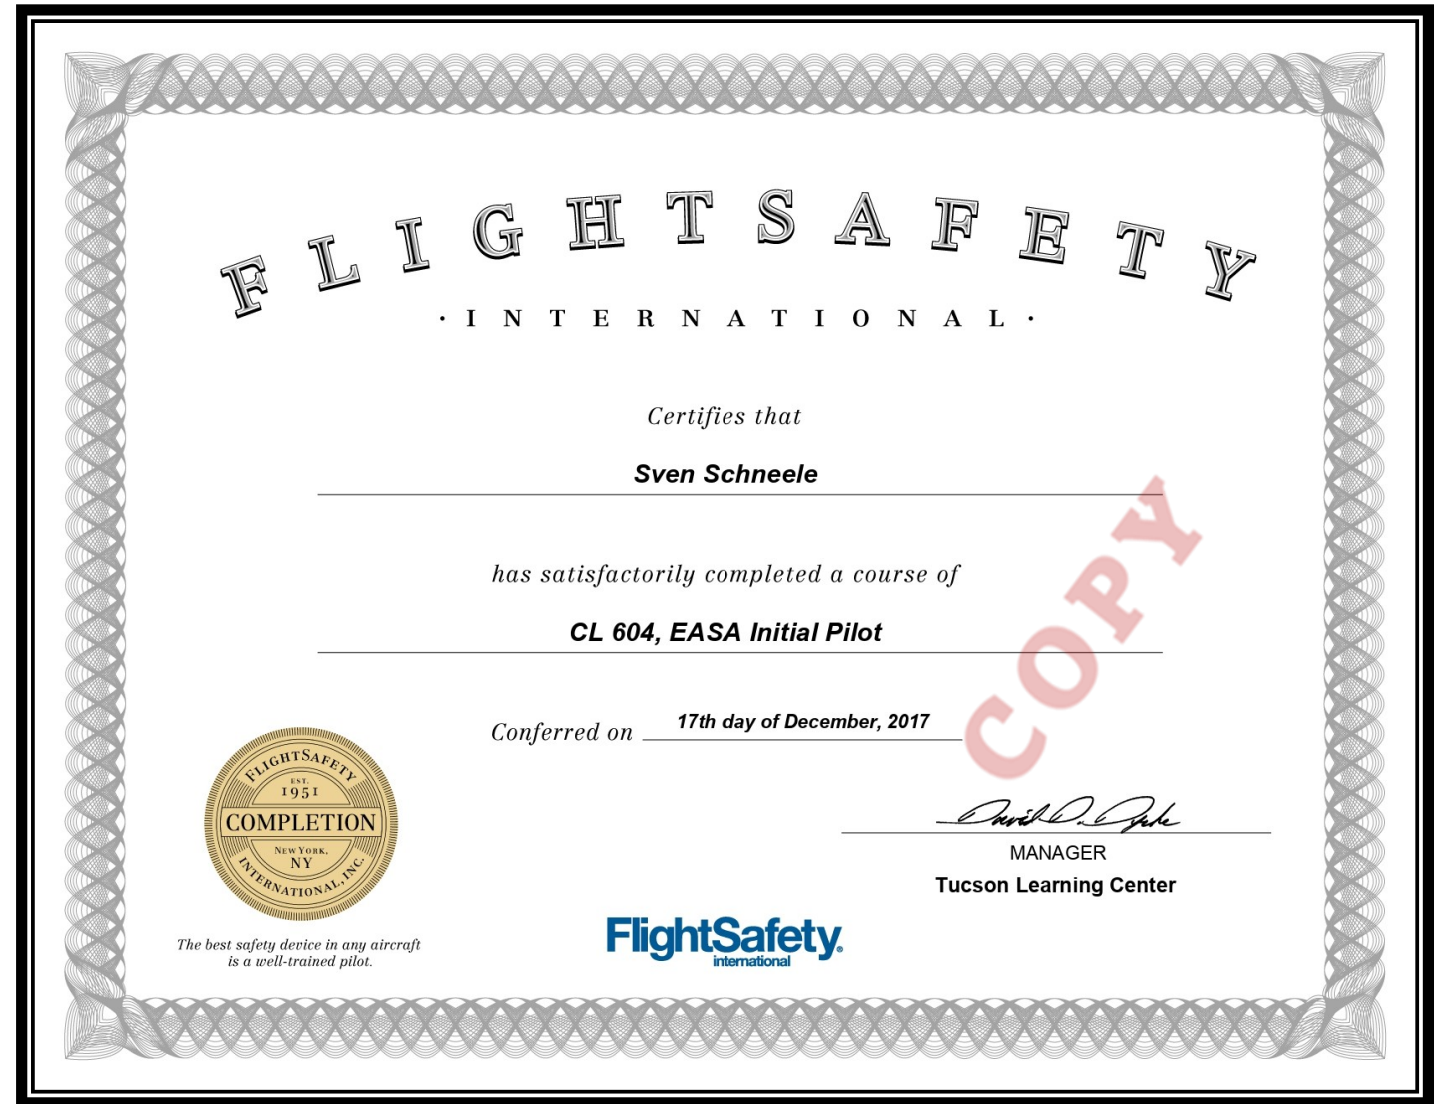 FLIGHTSAFETY
· INTERNATIONAL ·
Certifies that
Sven Schneele
has satisfactorily completed a course of
CL 604, EASA Initial Pilot
Conferred on 17th day of December, 2017
COPY
FLIGHTSAFETY
EST.
1951
COMPLETION
NEW YORK,
NY
INTERNATIONAL, INC.
The best safety device in any aircraft
is a well-trained pilot.
MANAGER
Tucson Learning Center
FlightSafety
international